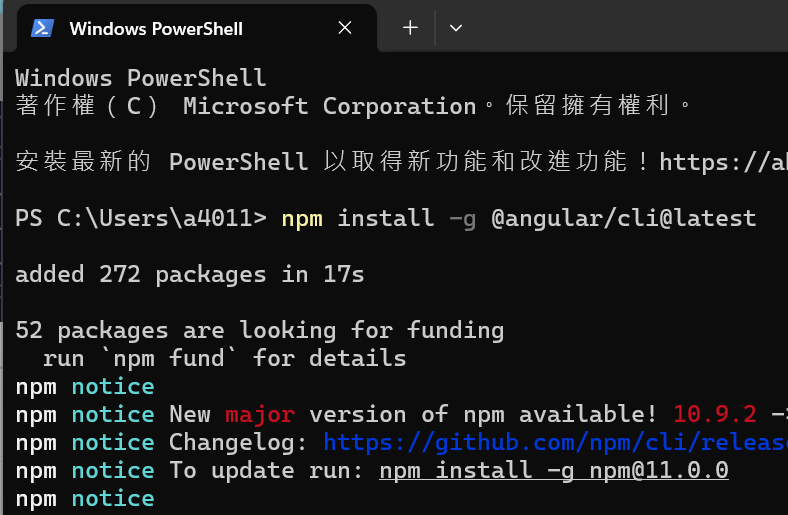 Windows PowerShell
Windows PowerShell
著作權（C） Microsoft Corporation。保留擁有權利。
安裝最新的 PowerShell 以取得新功能和改進功能！https://a
PS C:\Users\a4011> npm install -g @angular/cli@latest
added 272 packages in 17s
52 packages are looking for funding
run `npm fund` for details
npm notice
npm notice New major version of npm available! 10.9.2 -
npm notice Changelog: https://github.com/npm/cli/releas
npm notice To update run: npm install -g npm@11.0.0
npm notice